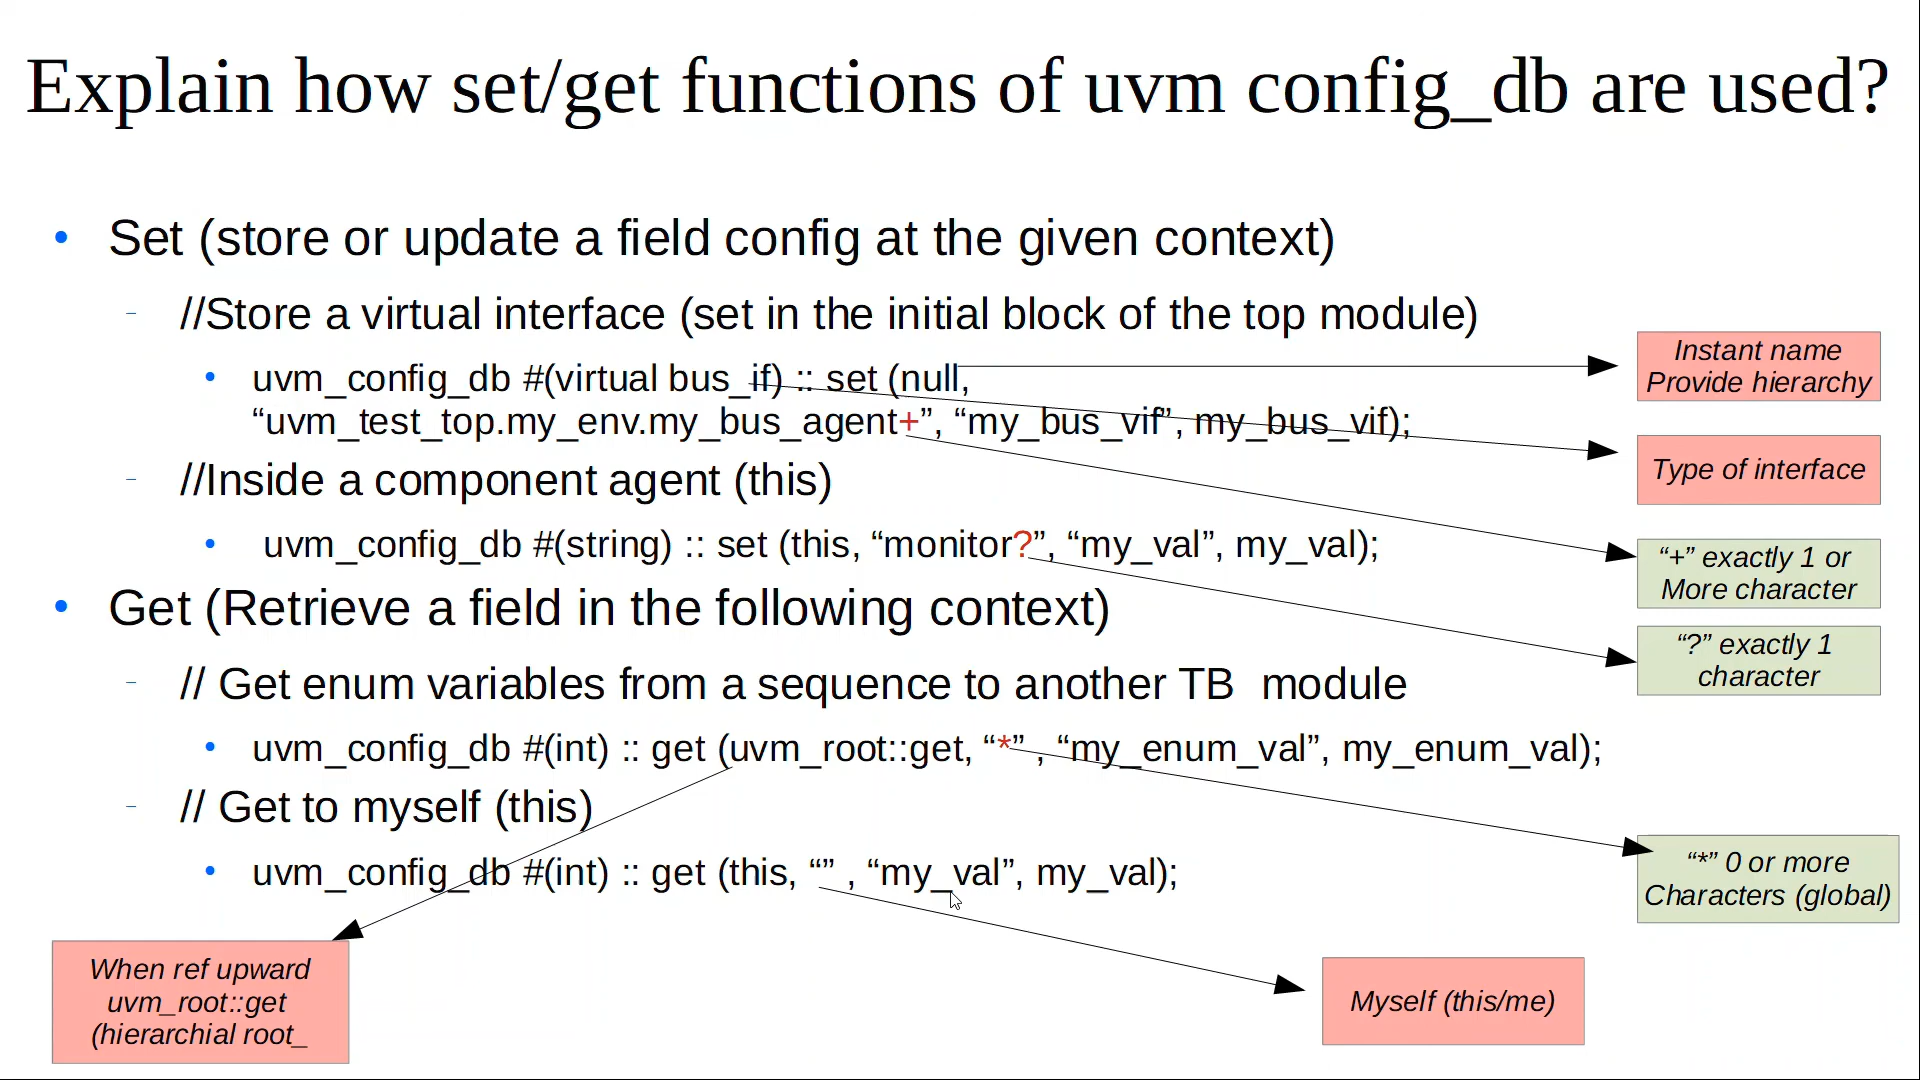 Explain how set/get functions of uvm config_db are used?
• Set (store or update a field config at the given context)
– //Store a virtual interface (set in the initial block of the top module)
• uvm_config_db #(virtual bus_if) :: set (null,
“uvm_test_top.my_env.my_bus_agent+”, “my_bus_vif”, my_bus_vif);
– //Inside a component agent (this)
• uvm_config_db #(string) :: set (this, “monitor?”, “my_val”, my_val);
• Get (Retrieve a field in the following context)
– // Get enum variables from a sequence to another TB  module
• uvm_config_db #(int) :: get (uvm_root::get, “*” , “my_enum_val”, my_enum_val);
– // Get to myself (this)
• uvm_config_db #(int) :: get (this, “” , “my_val”, my_val);
Instant name
Provide hierarchy
Type of interface
“+” exactly 1 or
More character
“?” exactly 1
character
“*” 0 or more
Characters (global)
When ref upward
uvm_root::get
(hierarchial root_
Myself (this/me)